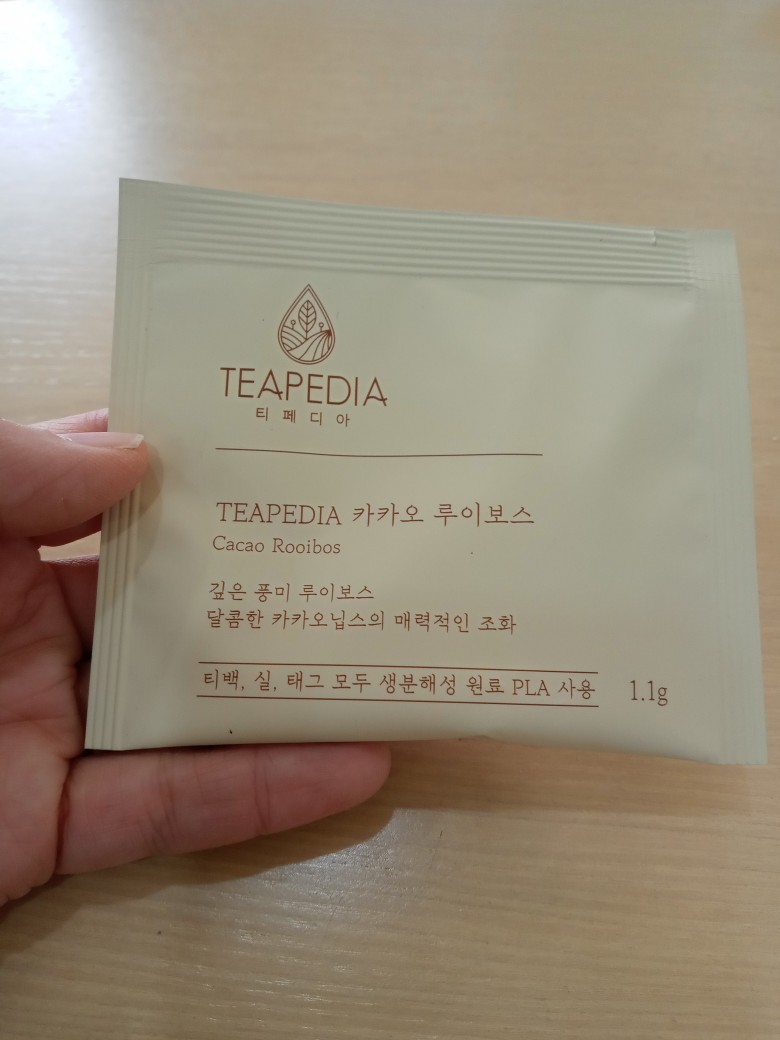 TEAPEDIA
티페디아
TEAPEDIA 카카오 루이보스
Cacao Rooibos
깊은 풍미 루이보스
달콤한 카카오닙스의 매력적인 조화
티백, 실, 태그 모두 생분해성 원료 PLA 사용 1.1g